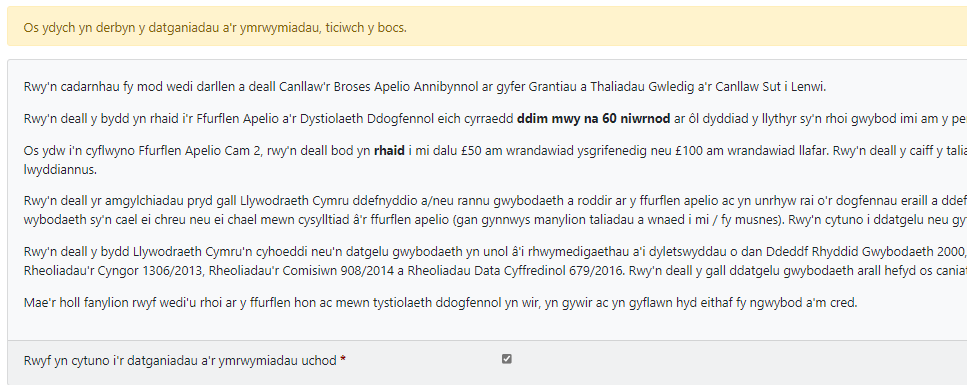 Os ydych yn derbyn y datganiadau a'r ymrwymiadau, ticiwch y bocs.
Rwy'n cadarnhau fy mod wedi darllen a deall Canllaw'r Broses Apelio Annibynnol ar gyfer Grantiau a Thaliadau Gwledig a'r Canllaw Sut i Lenwi.
Rwy'n deall y bydd yn rhaid i'r Ffurflen Apelio a'r Dystiolaeth Ddogfennol eich cyrraedd ddim mwy na 60 niwrnod ar ôl dyddiad y llythyr sy'n rhoi gwybod imi am y pe
Os ydw i'n cyflwyno Ffurflen Apelio Cam 2, rwy'n deall bod yn rhaid i mi dalu £50 am wrandawiad ysgrifenedig neu £100 am wrandawiad llafar. Rwy'n deall y caiff y talia
lwyddiannus.
Rwy'n deall yr amgylchiadau pryd gall Llywodraeth Cymru ddefnyddio a/neu rannu gwybodaeth a roddir ar y ffurflen apelio ac yn unrhyw rai o'r dogfennau eraill a ddef
wybodaeth sy'n cael ei chreu neu ei chael mewn cysylltiad â'r ffurflen apelio (gan gynnwys manylion taliadau a wnaed i mi / fy musnes). Rwy'n cytuno i ddatgelu neu gy
Rwy'n deall y bydd Llywodraeth Cymru'n cyhoeddi neu'n datgelu gwybodaeth yn unol â'i rhwymedigaethau a'i dyletswyddau o dan Ddeddf Rhyddid Gwybodaeth 2000,
Rheoliadau'r Cyngor 1306/2013, Rheoliadau'r Comisiwn 908/2014 a Rheoliadau Data Cyffredinol 679/2016. Rwy'n deall y gall ddatgelu gwybodaeth arall hefyd os cania
Mae'r holl fanylion rwyf wedi'u rhoi ar y ffurflen hon ac mewn tystiolaeth ddogfennol yn wir, yn gywir ac yn gyflawn hyd eithaf fy ngwybod a'm cred.
Rwyf yn cytuno i'r datganiadau a'r ymrwymiadau uchod *